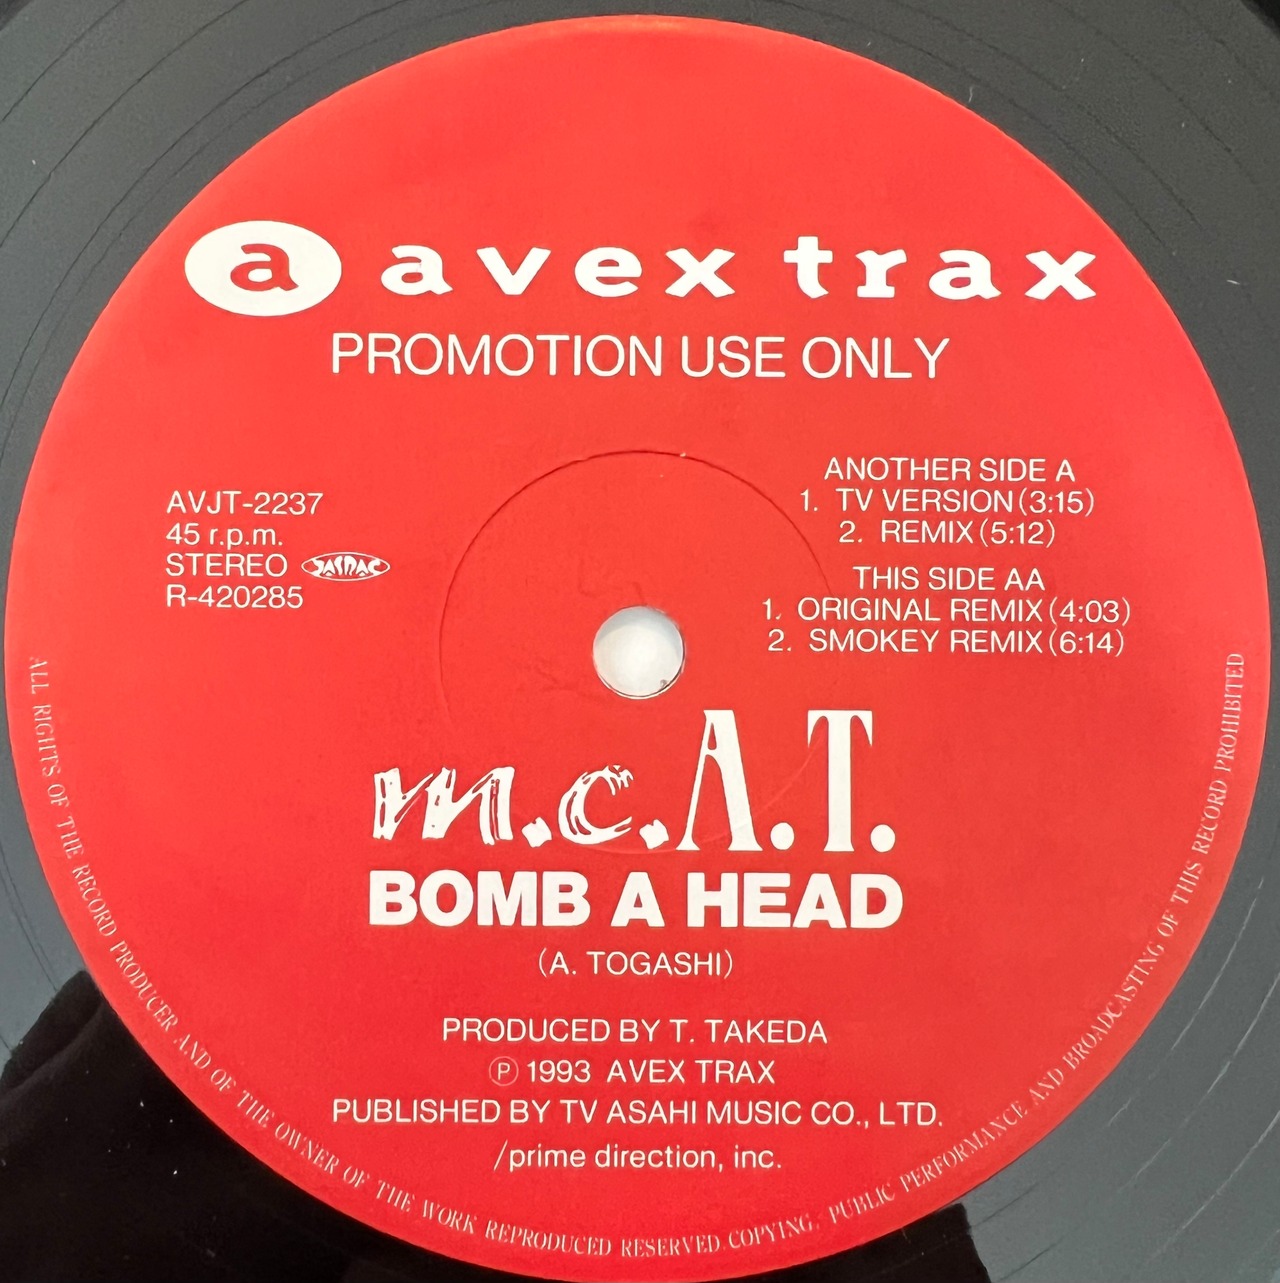 a avex trax
PROMOTION USE ONLY
AVJT-2237
45 r.p.m.
STEREO JASRAC
R-420285
ANOTHER SIDE A
1. TV VERSION (3:15)
2. REMIX (5:12)
THIS SIDE AA
1. ORIGINAL REMIX (4:03)
2. SMOKEY REMIX (6:14)
m.c.A.T.
BOMB A HEAD
(A. TOGASHI)
PRODUCED BY T. TAKEDA
Ⓟ 1993 AVEX TRAX
PUBLISHED BY TV ASAHI MUSIC CO., LTD.
/prime direction, inc.
ALL RIGHTS OF THE RECORD PRODUCER AND OF THE OWNER OF THE WORK REPRODUCED RESERVED. COPYING, PUBLIC PERFORMANCE AND BROADCASTING OF THIS RECORD PROHIBITED